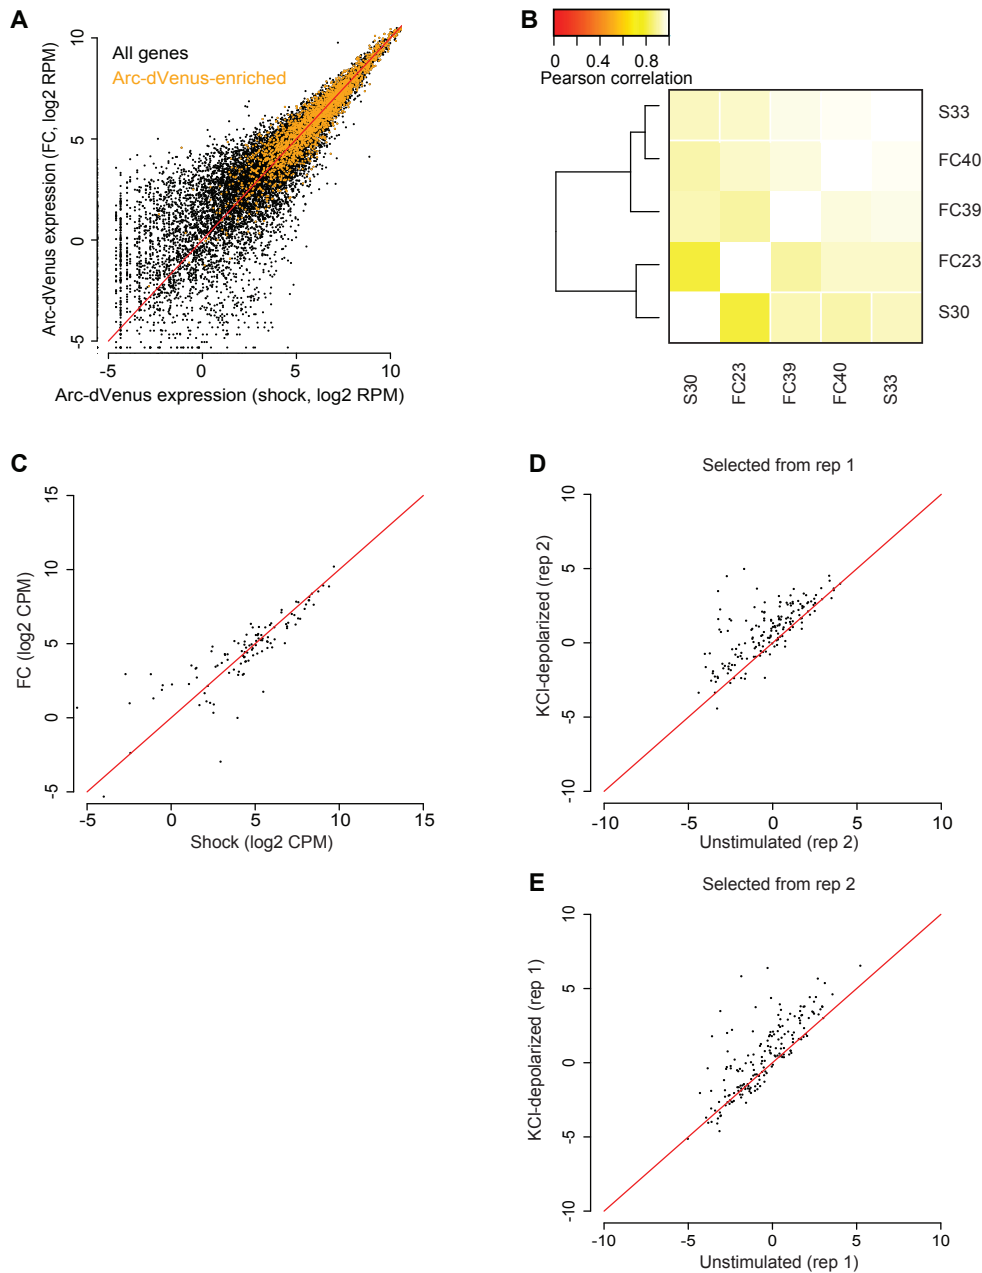 A
Arc-dVenus expression (FC, log2 RPM)
10
5
0
-5
All genes
Arc-dVenus-enriched
-5 0 5 10
Arc-dVenus expression (shock, log2 RPM)
B
0 0.4 0.8
Pearson correlation
S33
FC40
FC39
FC23
S30
S30 FC23 FC39 FC40 S33
C
FC (log2 CPM)
15
10
5
0
-5
-5 0 5 10 15
Shock (log2 CPM)
D
Selected from rep 1
KCl-depolarized (rep 2)
10
5
0
-5
-10
-10 -5 0 5 10
Unstimulated (rep 2)
E
Selected from rep 2
KCl-depolarized (rep 1)
10
5
0
-5
-10
-10 -5 0 5 10
Unstimulated (rep 1)